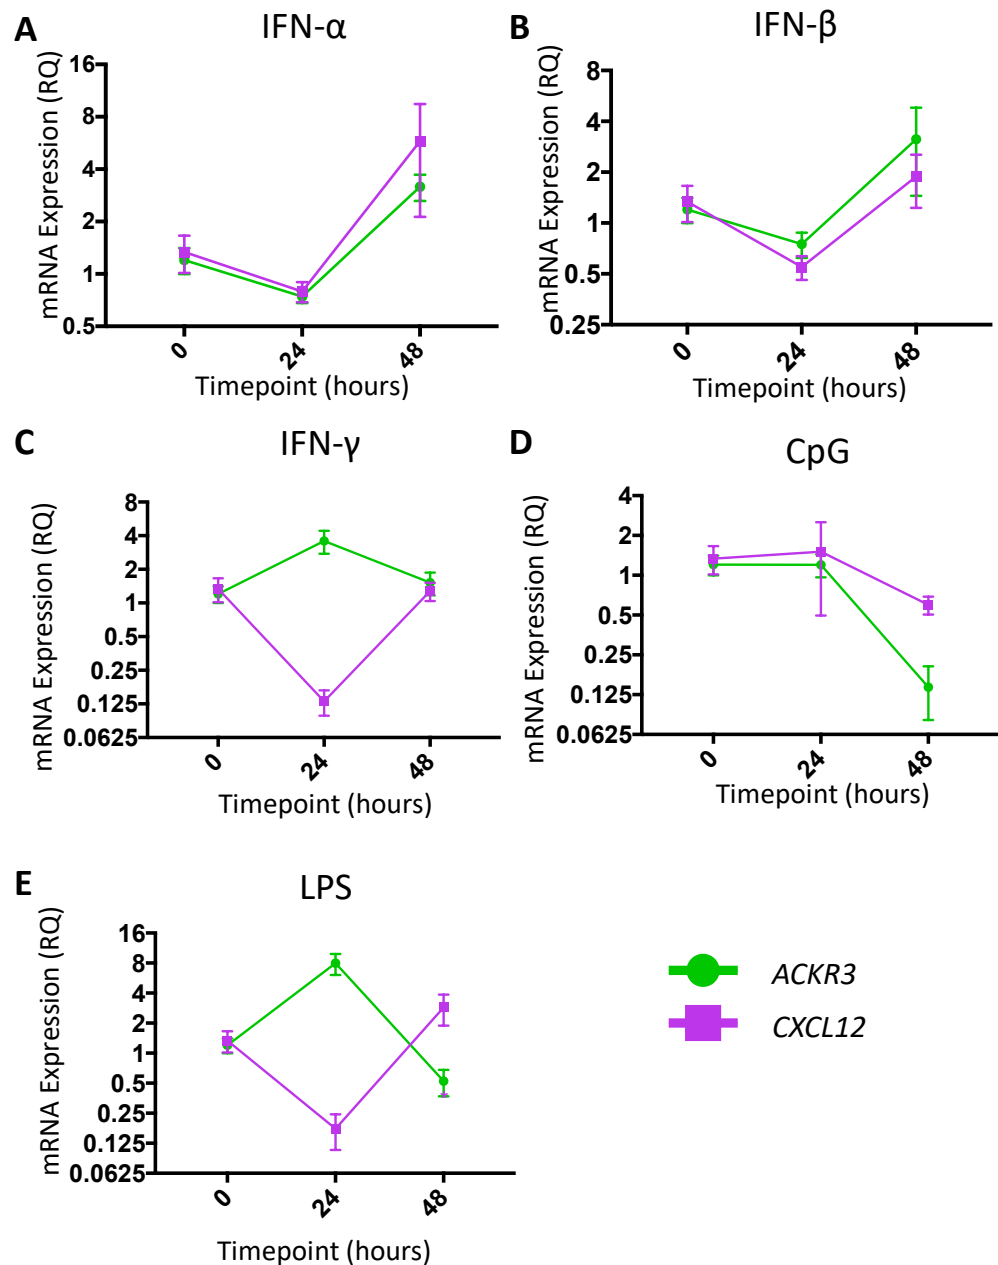 A
IFN-α
mRNA Expression (RQ)
16
8
4
2
1
0.5
0
24
48
Timepoint (hours)
B
IFN-β
mRNA Expression (RQ)
8
4
2
1
0.5
0.25
0
24
48
Timepoint (hours)
C
IFN-γ
mRNA Expression (RQ)
8
4
2
1
0.5
0.25
0.125
0.0625
0
24
48
Timepoint (hours)
D
CpG
mRNA Expression (RQ)
4
2
1
0.5
0.25
0.125
0.0625
0
24
48
Timepoint (hours)
E
LPS
mRNA Expression (RQ)
16
8
4
2
1
0.5
0.25
0.125
0.0625
0
24
48
Timepoint (hours)
ACKR3
CXCL12